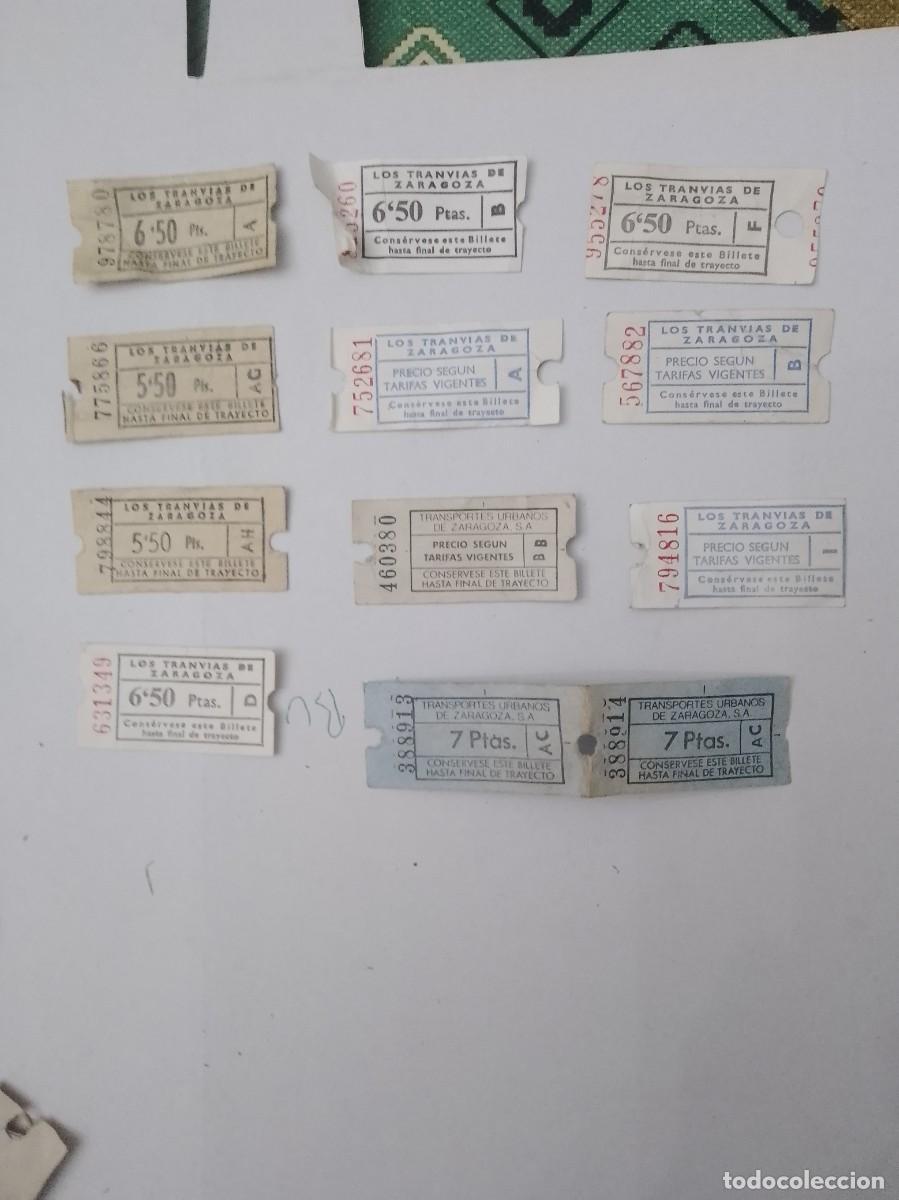 978780
LOS TRANVIAS DE
ZARAGOZA
6'50 Pts.
A
CONSERVESE ESTE BILLETE
HASTA FINAL DE TRAYECTO
LOS TRANVIAS DE
ZARAGOZA
6'50 Ptas.
B
Consérvese este Billete
hasta final de trayecto
955278
LOS TRANVIAS DE
ZARAGOZA
6'50 Ptas.
F
Consérvese este Billete
hasta final de trayecto
775866
LOS TRANVIAS DE
ZARAGOZA
5'50 Pts.
AG
CONSERVESE ESTE BILLETE
HASTA FINAL DE TRAYECTO
752681
LOS TRANVIAS DE
ZARAGOZA
PRECIO SEGUN
TARIFAS VIGENTES
A
Consérvese este Billete
hasta final de trayecto
567882
LOS TRANVIAS DE
ZARAGOZA
PRECIO SEGUN
TARIFAS VIGENTES
B
Consérvese este Billete
hasta final de trayecto
798844
LOS TRANVIAS DE
ZARAGOZA
5'50 Pts.
AH
CONSERVESE ESTE BILLETE
HASTA FINAL DE TRAYECTO
460380
TRANSPORTES URBANOS
DE ZARAGOZA, S.A
PRECIO SEGUN
TARIFAS VIGENTES
BB
CONSERVESE ESTE BILLETE
HASTA FINAL DE TRAYECTO
794816
LOS TRANVIAS DE
ZARAGOZA
PRECIO SEGUN
TARIFAS VIGENTES
I
Consérvese este Billete
hasta final de trayecto
631349
LOS TRANVIAS DE
ZARAGOZA
6'50 Ptas.
D
Consérvese este Billete
hasta final de trayecto
388913
TRANSPORTES URBANOS
DE ZARAGOZA, S.A
7 Ptas.
AC
CONSERVESE ESTE BILLETE
HASTA FINAL DE TRAYECTO
388914
TRANSPORTES URBANOS
DE ZARAGOZA, S.A.
7 Ptas.
AC
CONSERVESE ESTE BILLETE
HASTA FINAL DE TRAYECTO
todocoleccion